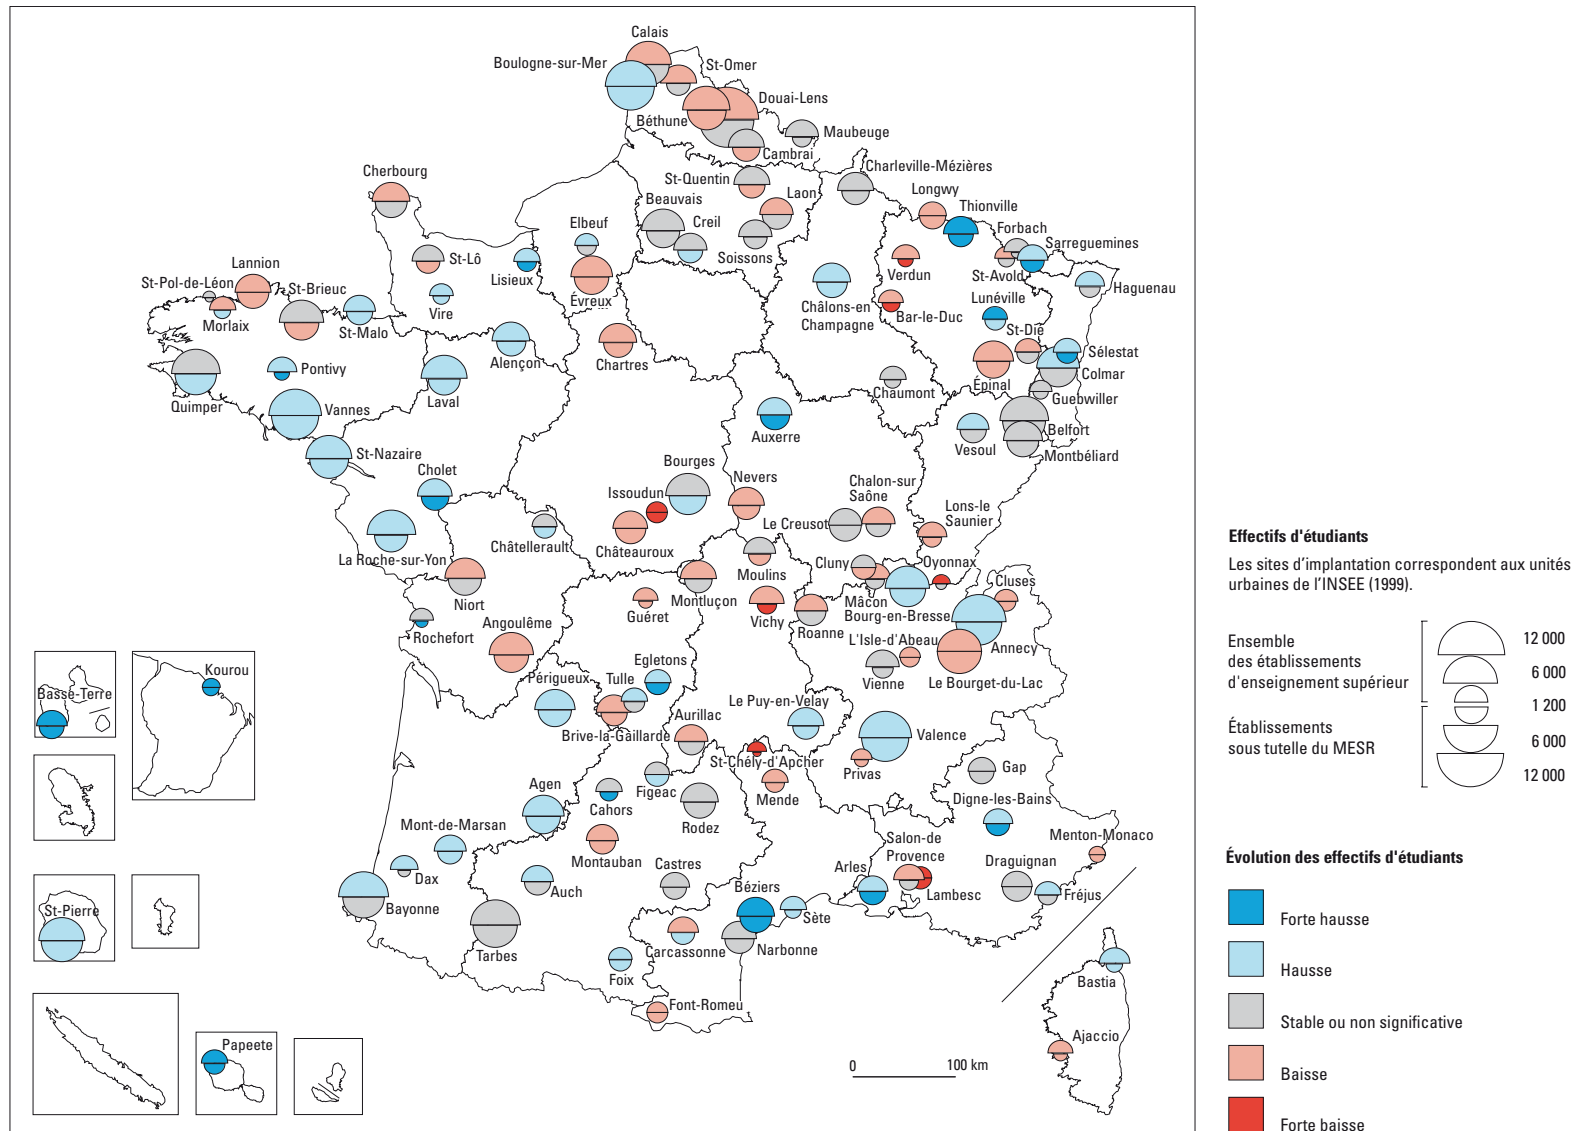 Calais
Boulogne-sur-Mer
St-Omer
Douai-Lens
Béthune
Maubeuge
Cambrai
Charleville-Mézières
Cherbourg
St-Quentin
Laon
Longwy
Beauvais
Thionville
Creil
Elbeuf
Forbach
Sarreguemines
Soissons
St-Lô
Lisieux
Verdun
St-Avold
Lannion
St-Pol-de-Léon
St-Brieuc
Haguenau
Évreux
Vire
Châlons-en
Champagne
Lunéville
Morlaix
St-Malo
Bar-le-Duc
St-Dié
Alençon
Chartres
Sélestat
Pontivy
Colmar
Épinal
Chaumont
Guebwiller
Quimper
Laval
Vannes
Auxerre
Belfort
Vesoul
Montbéliard
St-Nazaire
Bourges
Cholet
Nevers
Chalon-sur
Saône
Issoudun
Lons-le
Saunier
Le Creusot
Châtellerault
Châteauroux
La Roche-sur-Yon
Moulins
Cluny
Oyonnax
Cluses
Niort
Montluçon
Mâcon
Guéret
Bourg-en-Bresse
Rochefort
Vichy
Roanne
Angoulême
L'Isle-d'Abeau
Annecy
Egletons
Kourou
Périgueux
Tulle
Vienne
Le Bourget-du-Lac
Basse-Terre
Le Puy-en-Velay
Aurillac
Brive-la-Gaillarde
Valence
St-Chély-d'Apcher
Gap
Privas
Agen
Figeac
Cahors
Mende
Digne-les-Bains
Rodez
Mont-de-Marsan
Menton-Monaco
Salon-de
Provence
Montauban
Castres
Draguignan
Arles
Dax
Béziers
Auch
Lambesc
Fréjus
Bayonne
St-Pierre
Sète
Carcassonne
Narbonne
Tarbes
Foix
Bastia
Font-Romeu
Ajaccio
Papeete
0 100 km
Effectifs d'étudiants
Les sites d'implantation correspondent aux unités
urbaines de l'INSEE (1999).
Ensemble
des établissements
d'enseignement supérieur
12 000
6 000
1 200
Établissements
sous tutelle du MESR
6 000
12 000
Évolution des effectifs d'étudiants
Forte hausse
Hausse
Stable ou non significative
Baisse
Forte baisse